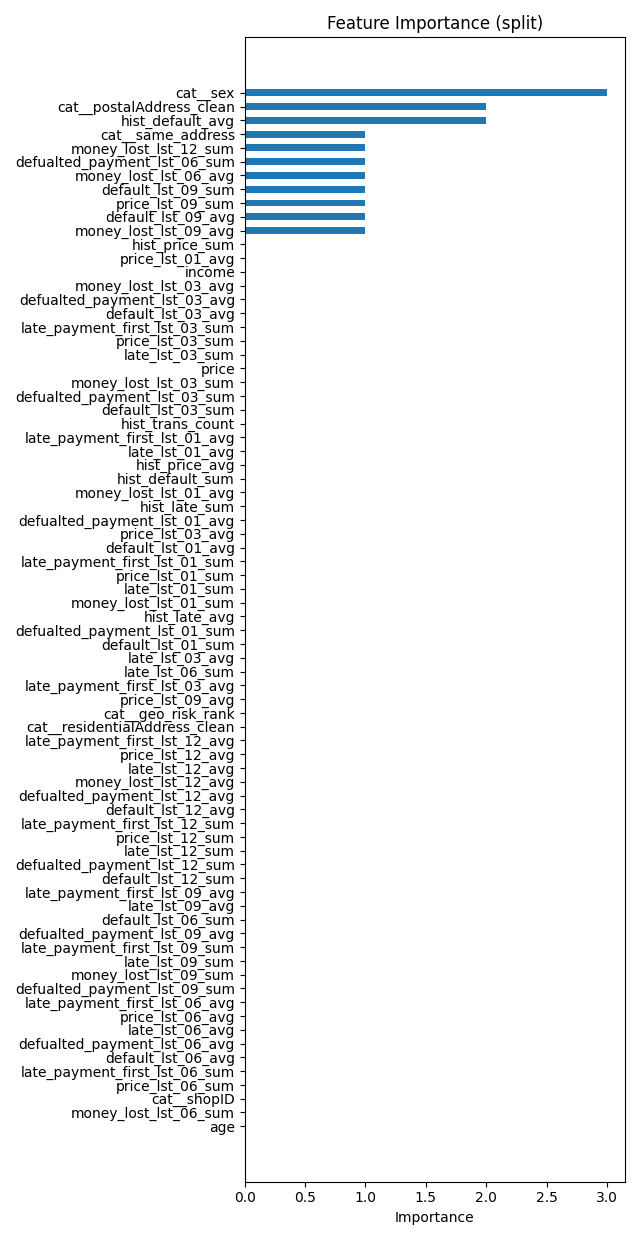 Feature Importance (split)
cat__sex
cat__postalAddress_clean
hist_default_avg
cat__same_address
money_lost_lst_12_sum
defualted_payment_lst_06_sum
money_lost_lst_06_avg
default_lst_09_sum
price_lst_09_sum
default_lst_09_avg
money_lost_lst_09_avg
hist_price_sum
price_lst_01_avg
income
money_lost_lst_03_avg
defualted_payment_lst_03_avg
default_lst_03_avg
late_payment_first_lst_03_sum
price_lst_03_sum
late_lst_03_sum
price
money_lost_lst_03_sum
defualted_payment_lst_03_sum
default_lst_03_sum
hist_trans_count
late_payment_first_lst_01_avg
late_lst_01_avg
hist_price_avg
hist_default_sum
money_lost_lst_01_avg
hist_late_sum
defualted_payment_lst_01_avg
price_lst_03_avg
default_lst_01_avg
late_payment_first_lst_01_sum
price_lst_01_sum
late_lst_01_sum
money_lost_lst_01_sum
hist_late_avg
defualted_payment_lst_01_sum
default_lst_01_sum
late_lst_03_avg
late_lst_06_sum
late_payment_first_lst_03_avg
price_lst_09_avg
cat__geo_risk_rank
cat__residentialAddress_clean
late_payment_first_lst_12_avg
price_lst_12_avg
late_lst_12_avg
money_lost_lst_12_avg
defualted_payment_lst_12_avg
default_lst_12_avg
late_payment_first_lst_12_sum
price_lst_12_sum
late_lst_12_sum
defualted_payment_lst_12_sum
default_lst_12_sum
late_payment_first_lst_09_avg
late_lst_09_avg
default_lst_06_sum
defualted_payment_lst_09_avg
late_payment_first_lst_09_sum
late_lst_09_sum
money_lost_lst_09_sum
defualted_payment_lst_09_sum
late_payment_first_lst_06_avg
price_lst_06_avg
late_lst_06_avg
defualted_payment_lst_06_avg
default_lst_06_avg
late_payment_first_lst_06_sum
price_lst_06_sum
cat__shopID
money_lost_lst_06_sum
age
0.0 0.5 1.0 1.5 2.0 2.5 3.0
Importance